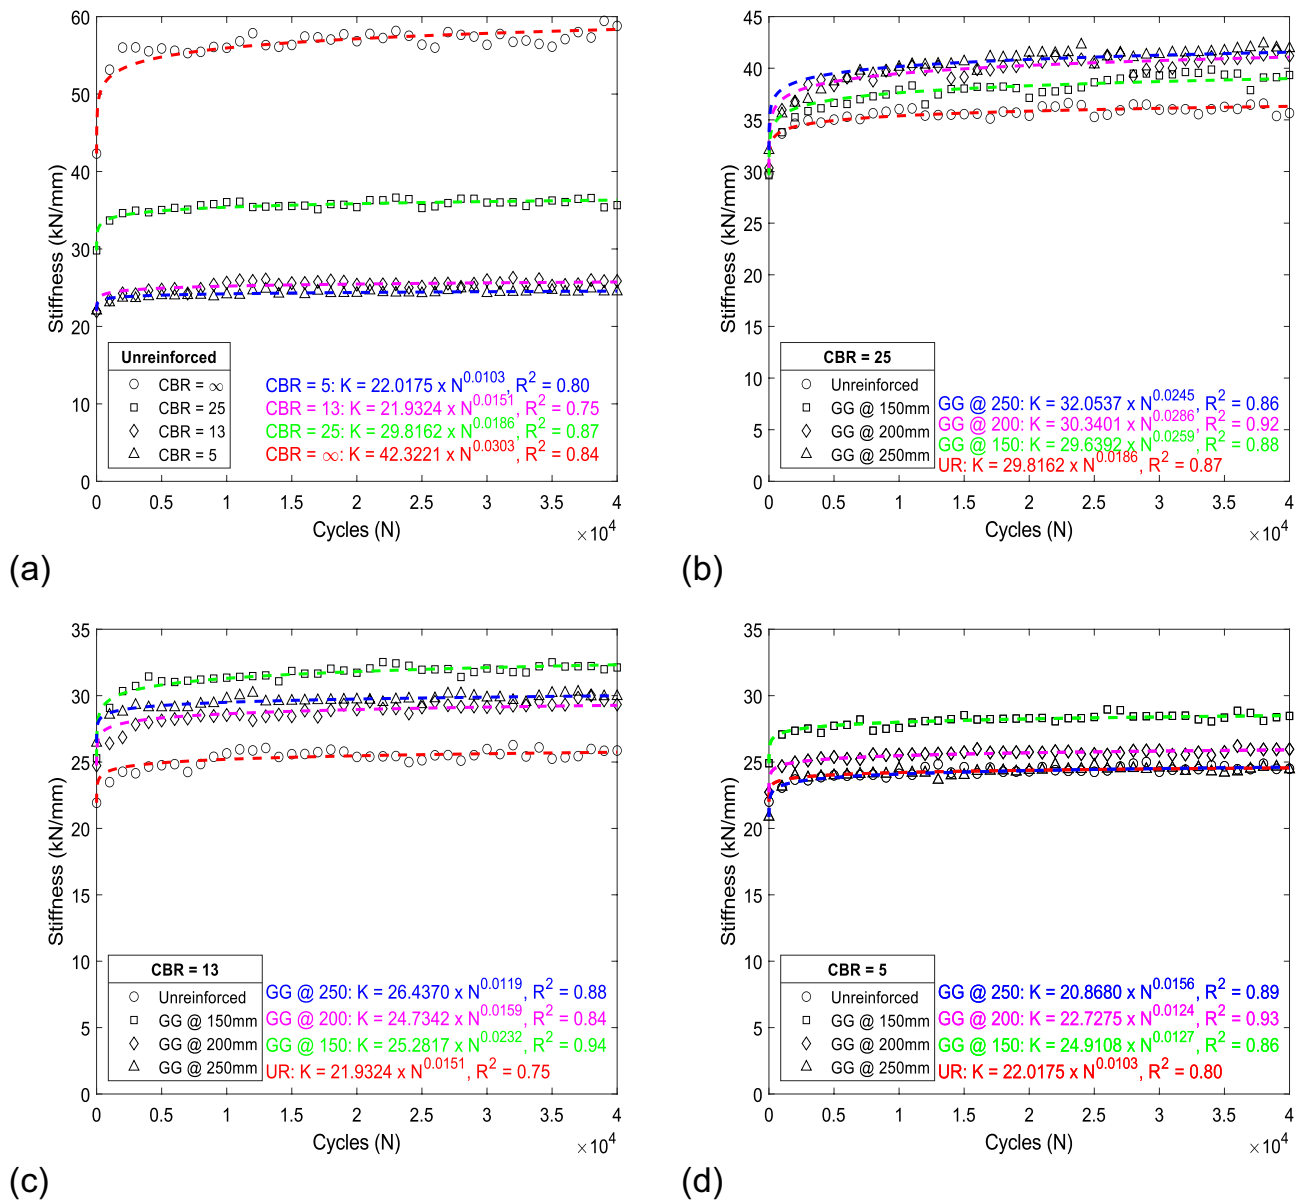 60
50
40
30
20
10
0
Stiffness (kN/mm)
Unreinforced
CBR = ∞
CBR = 25
CBR = 13
CBR = 5
CBR = 5: K = 22.0175 x N^0.0103, R^2 = 0.80
CBR = 13: K = 21.9324 x N^0.0151, R^2 = 0.75
CBR = 25: K = 29.8162 x N^0.0186, R^2 = 0.87
CBR = ∞: K = 42.3221 x N^0.0303, R^2 = 0.84
0 0.5 1 1.5 2 2.5 3 3.5 4
Cycles (N)
×10^4
(a)
45
40
35
30
25
20
15
10
5
0
Stiffness (kN/mm)
CBR = 25
Unreinforced
GG @ 150mm
GG @ 200mm
GG @ 250mm
GG @ 250: K = 32.0537 x N^0.0245, R^2 = 0.86
GG @ 200: K = 30.3401 x N^0.0286, R^2 = 0.92
GG @ 150: K = 29.6392 x N^0.0259, R^2 = 0.88
UR: K = 29.8162 x N^0.0186, R^2 = 0.87
0 0.5 1 1.5 2 2.5 3 3.5 4
Cycles (N)
×10^4
(b)
35
30
25
20
15
10
5
0
Stiffness (kN/mm)
CBR = 13
Unreinforced
GG @ 150mm
GG @ 200mm
GG @ 250mm
GG @ 250: K = 26.4370 x N^0.0119, R^2 = 0.88
GG @ 200: K = 24.7342 x N^0.0159, R^2 = 0.84
GG @ 150: K = 25.2817 x N^0.0232, R^2 = 0.94
UR: K = 21.9324 x N^0.0151, R^2 = 0.75
0 0.5 1 1.5 2 2.5 3 3.5 4
Cycles (N)
×10^4
(c)
35
30
25
20
15
10
5
0
Stiffness (kN/mm)
CBR = 5
Unreinforced
GG @ 150mm
GG @ 200mm
GG @ 250mm
GG @ 250: K = 20.8680 x N^0.0156, R^2 = 0.89
GG @ 200: K = 22.7275 x N^0.0124, R^2 = 0.93
GG @ 150: K = 24.9108 x N^0.0127, R^2 = 0.86
UR: K = 22.0175 x N^0.0103, R^2 = 0.80
0 0.5 1 1.5 2 2.5 3 3.5 4
Cycles (N)
×10^4
(d)